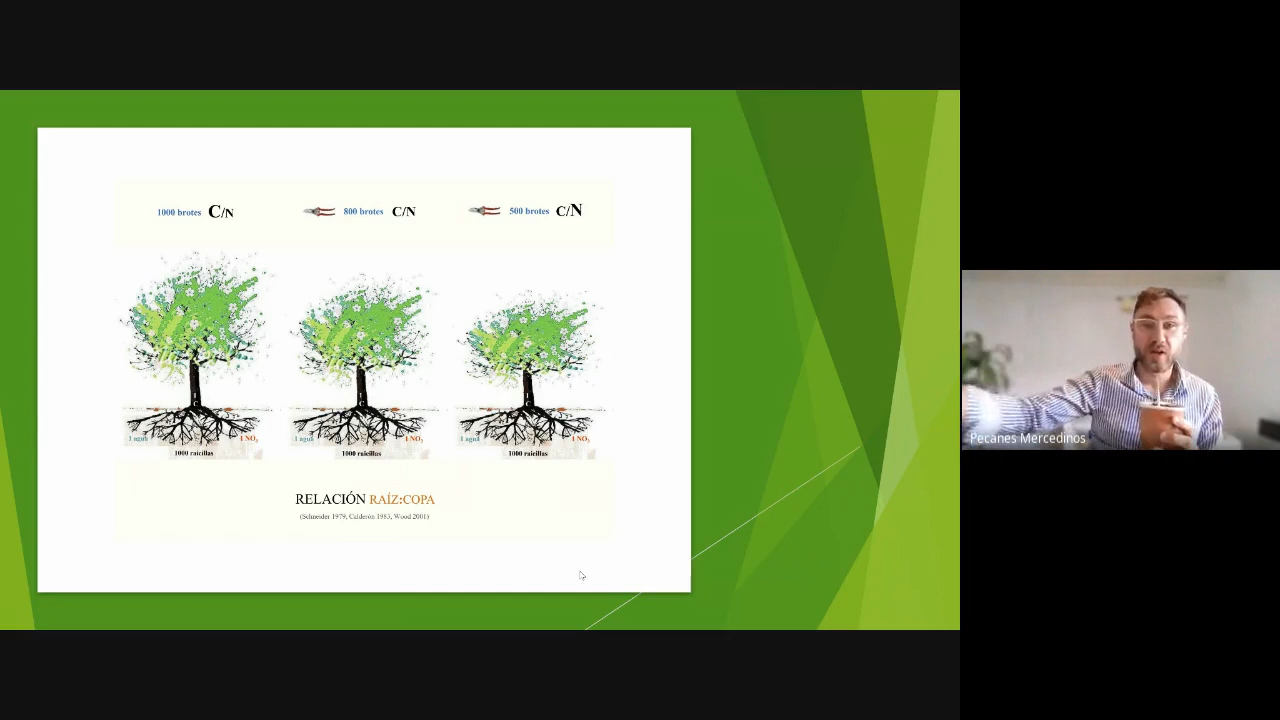 1000 brotes C/N
800 brotes C/N
500 brotes C/N
1 agua 1 NO3
1000 raicillas
1 agua 1 NO3
1000 raicillas
1 agua 1 NO3
1000 raicillas
RELACIÓN RAÍZ:COPA
(Schneider 1979, Calderón 1983, Wood 2001)
Pecanes Mercedinos